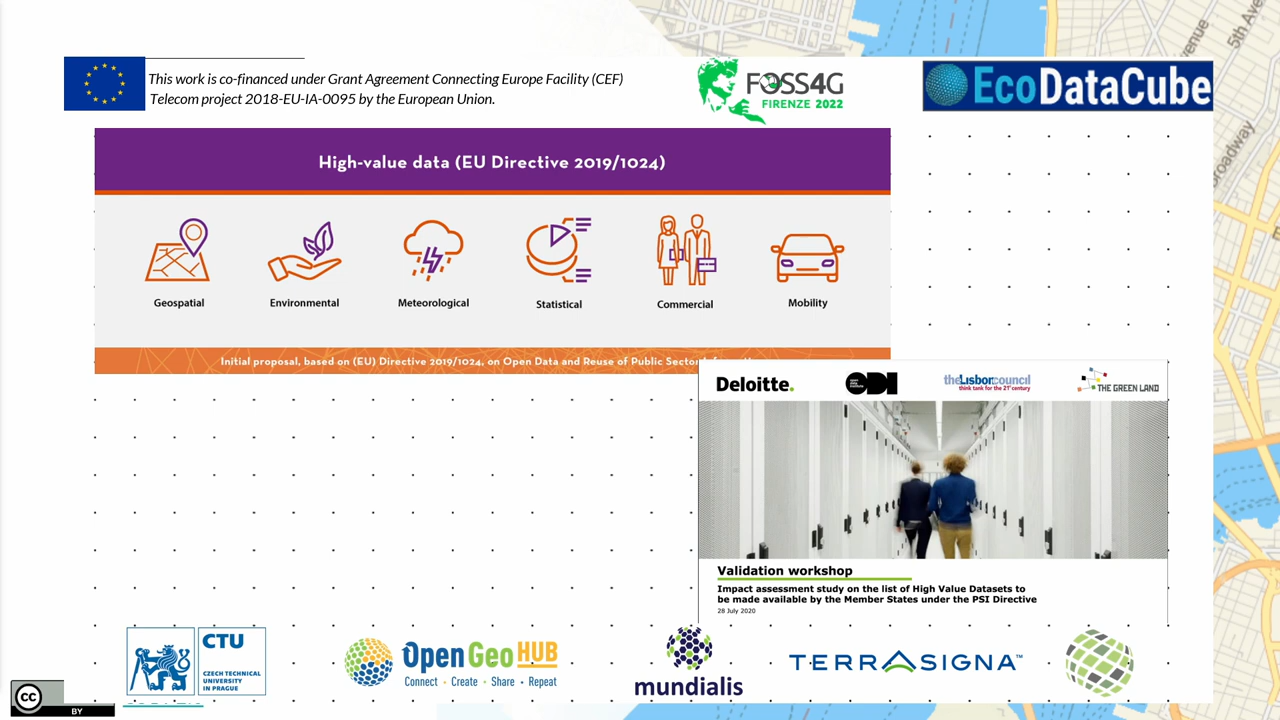 This work is co-financed under Grant Agreement Connecting Europe Facility (CEF)
Telecom project 2018-EU-IA-0095 by the European Union.
FOSS4G
FIRENZE 2022
EcoDataCube
5th Ave
Broadway
High-value data (EU Directive 2019/1024)
Geospatial
Environmental
Meteorological
Statistical
Commercial
Mobility
Initial proposal, based on (EU) Directive 2019/1024, on Open Data and Reuse of Public Sector
Deloitte.
ODI
theLisboncouncil
think tank for the 21st century
THE GREEN LAND
Validation workshop
Impact assessment study on the list of High Value Datasets to
be made available by the Member States under the PSI Directive
28 July 2020
CTU
CZECH TECHNICAL
UNIVERSITY
IN PRAGUE
OpenGeoHUB
Connect · Create · Share · Repeat
mundialis
TERRASIGNA™
cc
BY